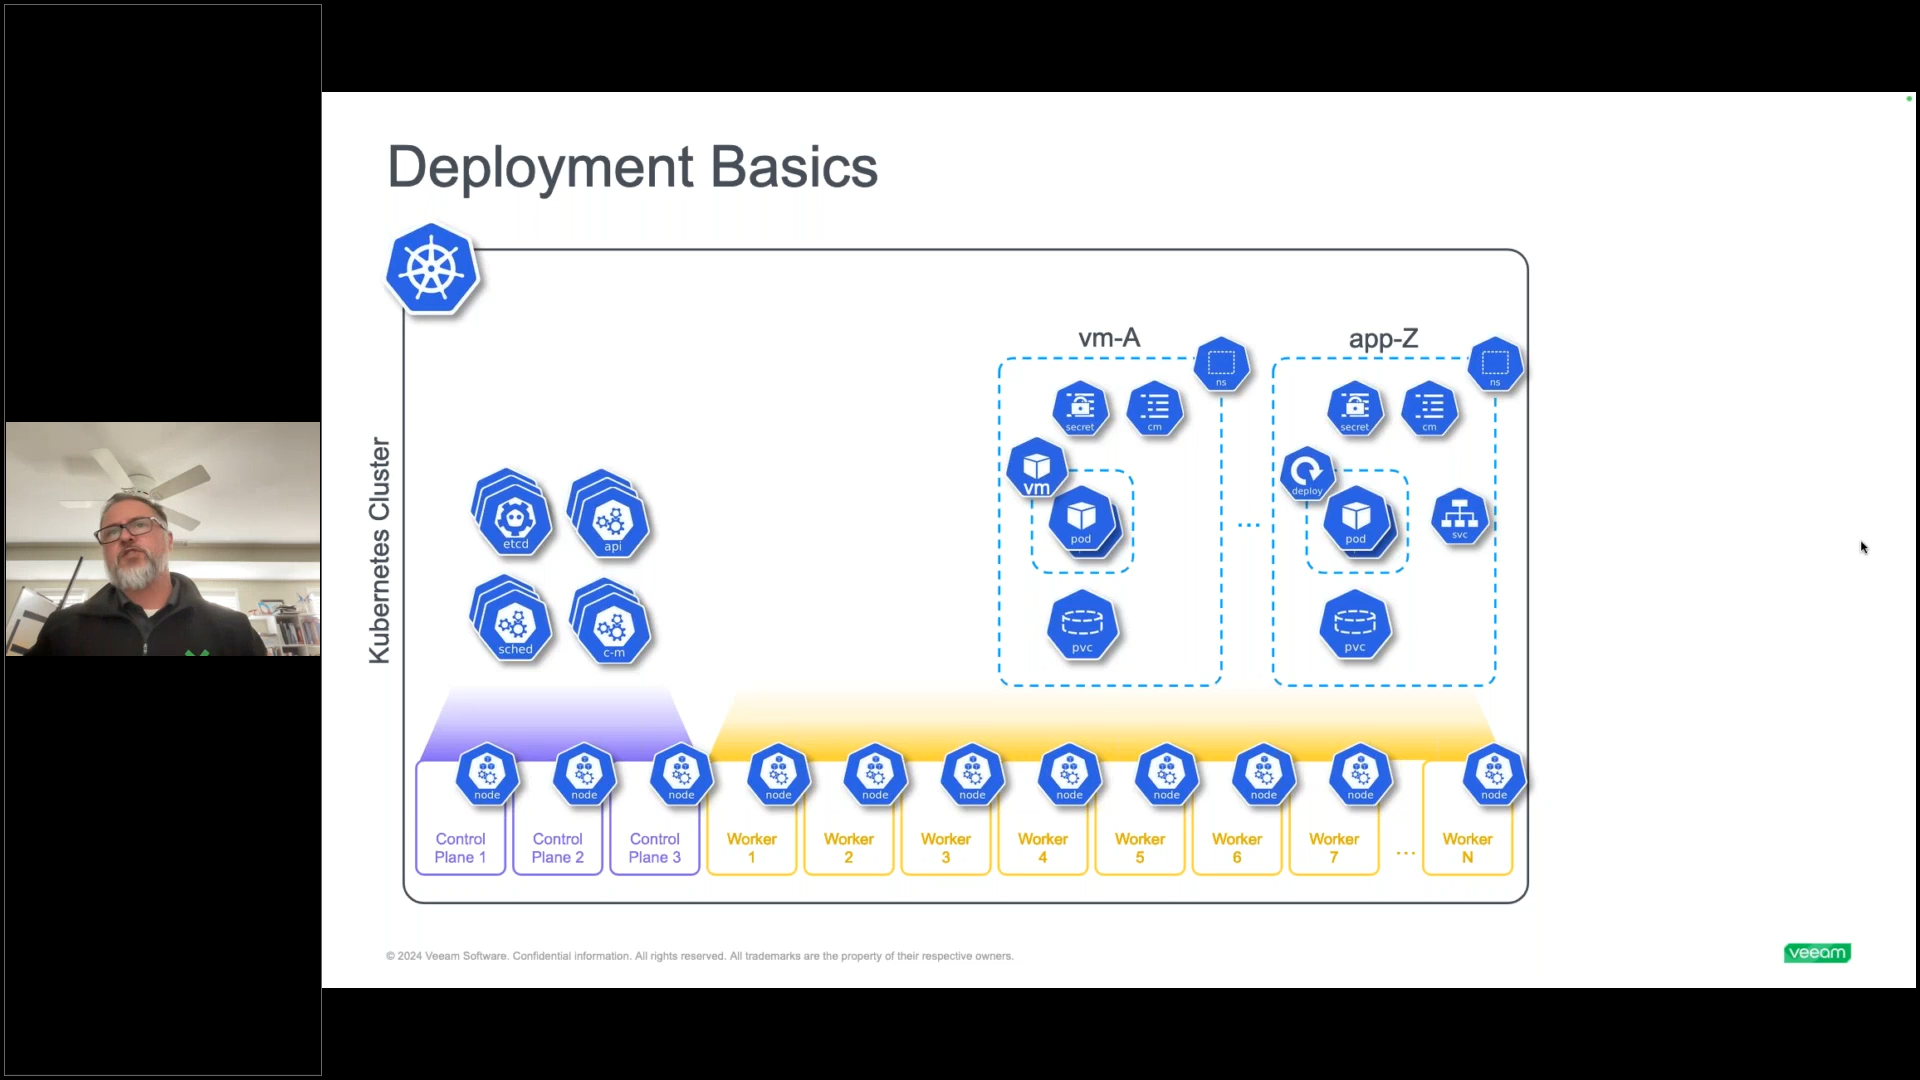 Deployment Basics
Kubernetes Cluster
vm-A
app-Z
ns
ns
secret
cm
secret
cm
vm
deploy
pod
pod
svc
...
etcd
api
sched
c-m
pvc
pvc
node
node
node
node
node
node
node
node
node
node
node
Control
Plane 1
Control
Plane 2
Control
Plane 3
Worker
1
Worker
2
Worker
3
Worker
4
Worker
5
Worker
6
Worker
7
...
Worker
N
© 2024 Veeam Software. Confidential information. All rights reserved. All trademarks are the property of their respective owners.
veeam